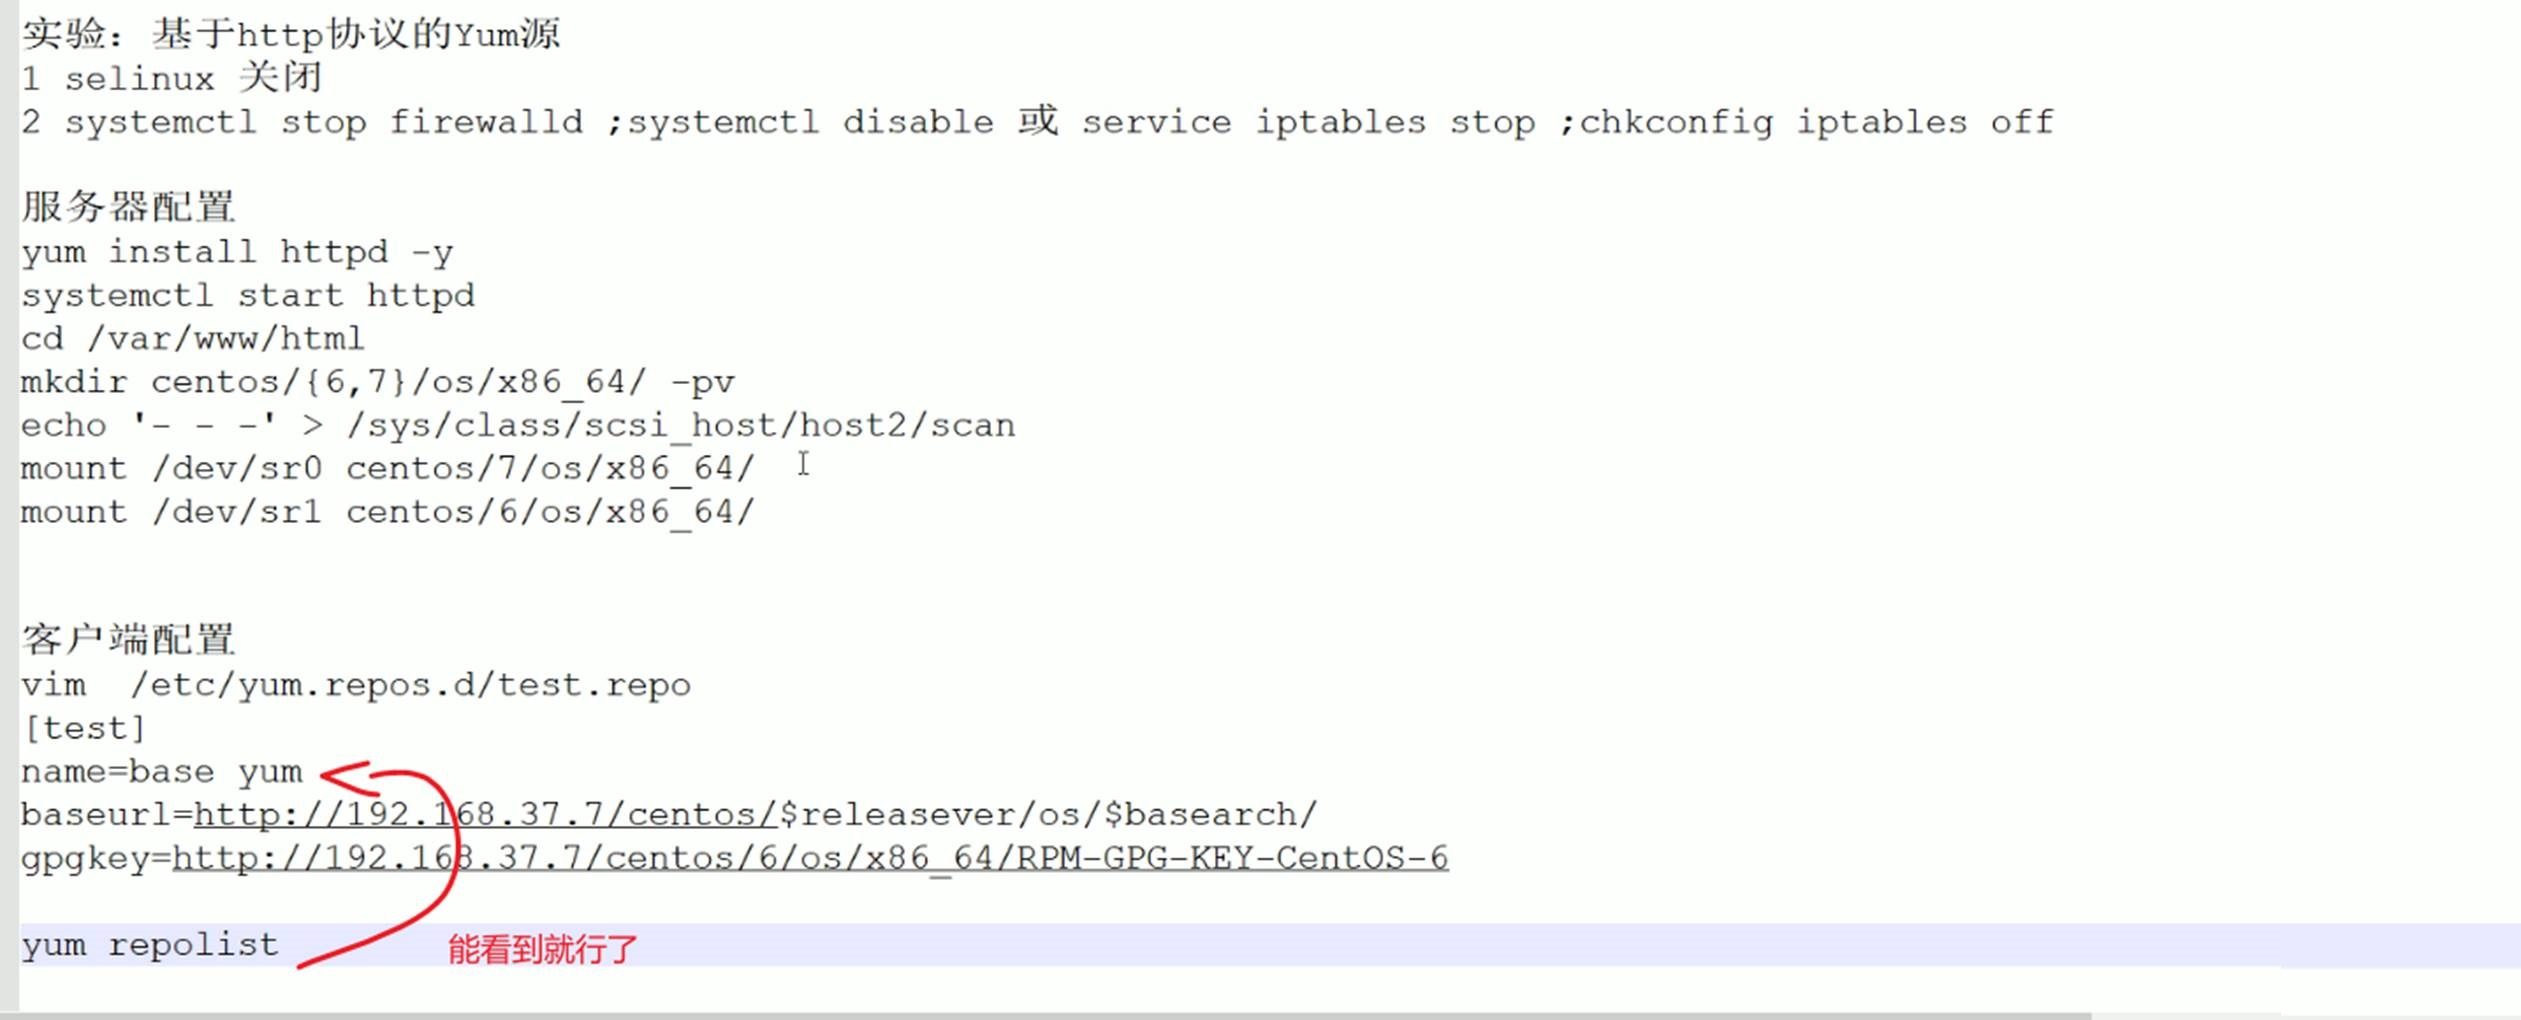 实验：基于http协议的Yum源
1 selinux 关闭
2 systemctl stop firewalld ;systemctl disable 或 service iptables stop ;chkconfig iptables off
服务器配置
yum install httpd -y
systemctl start httpd
cd /var/www/html
mkdir centos/{6,7}/os/x86_64/ -pv
echo '- - -' > /sys/class/scsi_host/host2/scan
mount /dev/sr0 centos/7/os/x86_64/
mount /dev/sr1 centos/6/os/x86_64/
客户端配置
vim  /etc/yum.repos.d/test.repo
[test]
name=base yum
baseurl=http://192.168.37.7/centos/$releasever/os/$basearch/
gpgkey=http://192.168.37.7/centos/6/os/x86_64/RPM-GPG-KEY-CentOS-6
yum repolist 能看到就行了